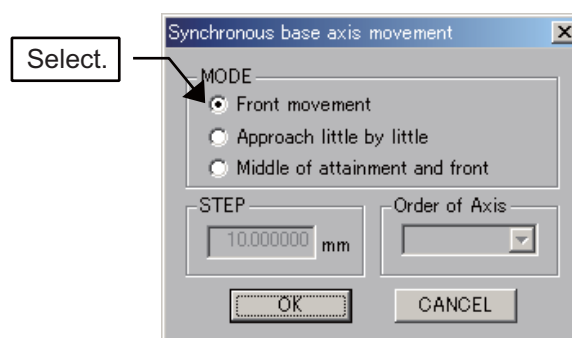 Synchronous base axis movement
Select.
MODE
Front movement
Approach little by little
Middle of attainment and front
STEP
Order of Axis
10.000000 mm
OK
CANCEL